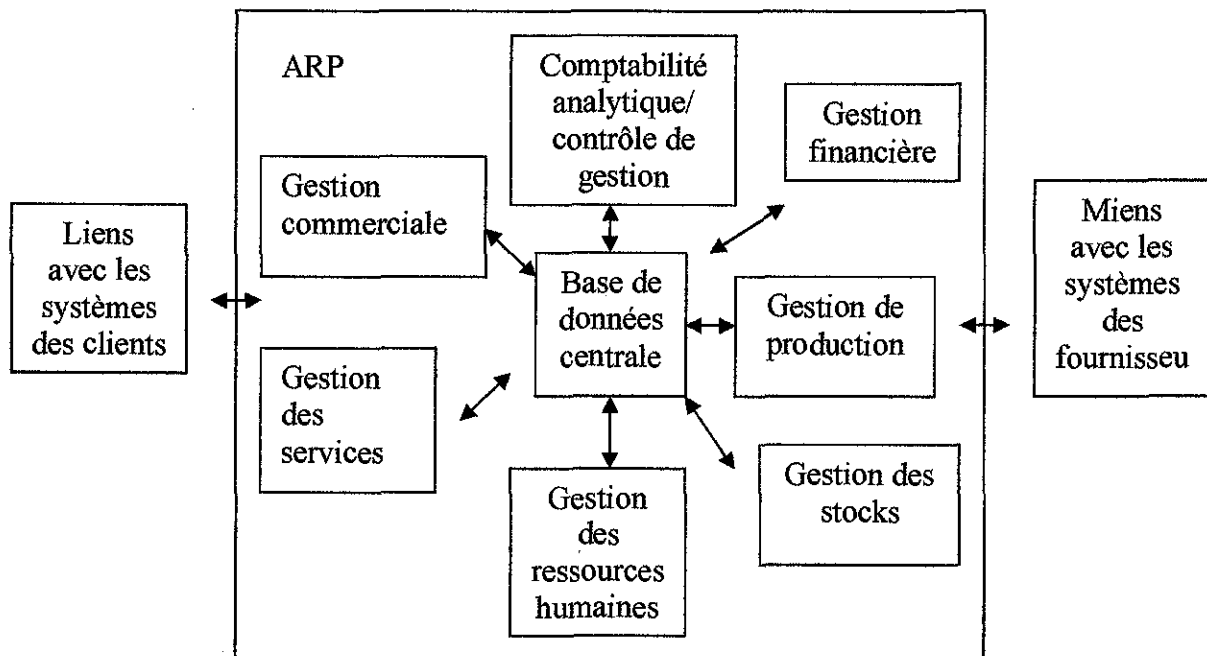 ARP
Comptabilité
analytique/
contrôle de
gestion
Gestion
financière
Gestion
commerciale
Liens
avec les
systèmes
des clients
Base de
données
centrale
Gestion de
production
Miens
avec les
systèmes
des
fournisseu
Gestion
des
services
Gestion
des
ressources
humaines
Gestion des
stocks